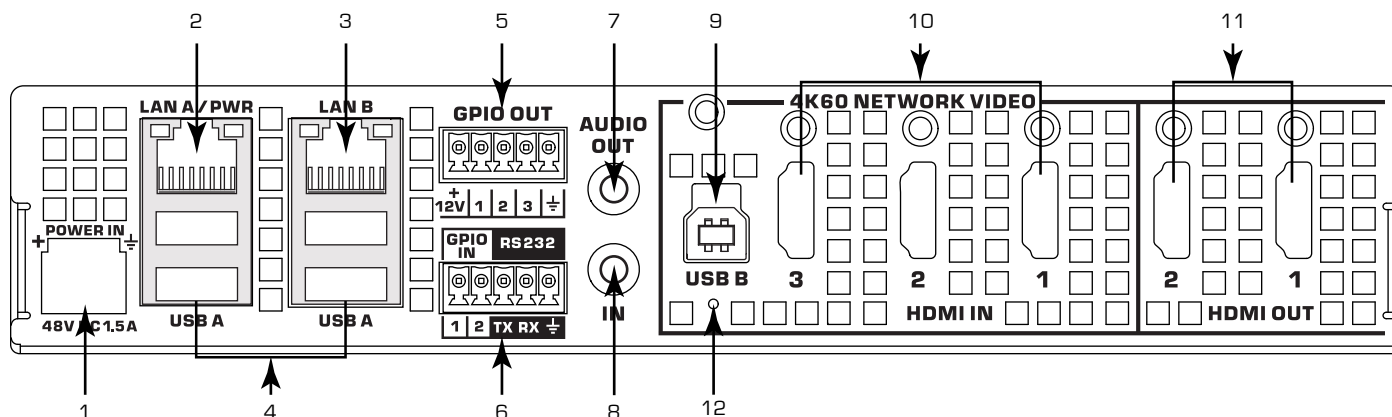 2 3 5 7 9 10 11
LAN A/PWR LAN B
GPIO OUT
AUDIO OUT
4K60 NETWORK VIDEO
+ 12V 1 2 3
POWER IN
+
48V DC 1.5A
USB A USB A
GPIO IN RS232
1 2 TX RX
IN
USB B
3 2 1
HDMI IN
2 1
HDMI OUT
1 4 6 8 12